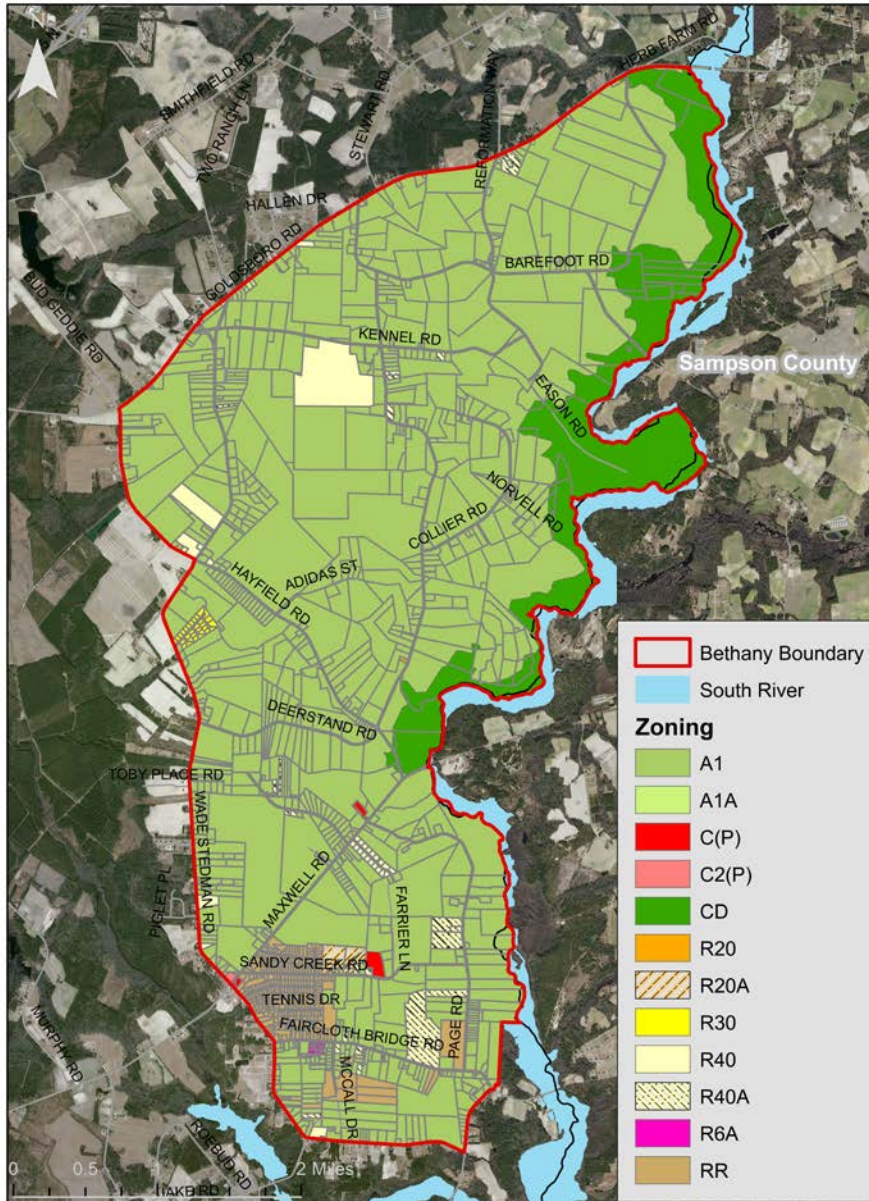 HERB FARM RD
SMITHFIELD RD
STEWART RD
REFORMATION WAY
TWO RANCH LN
HALLEN DR
GOLDSBORO RD
BAREFOOT RD
BUD GEDDIE RD
KENNEL RD
Sampson County
EASON RD
NORVELL RD
COLLIER RD
ADIDAS ST
HAYFIELD RD
DEERSTAND RD
TOBY PLACE RD
WADE STEDMAN RD
MAXWELL RD
PIGLET PL
FARRIER LN
SANDY CREEK RD
TENNIS DR
FAIRCLOTH BRIDGE RD
PAGE RD
MURPHY RD
MCCALL DR
ROEBUD RD
0 0.5 1 2 Miles
Bethany Boundary
South River
Zoning
A1
A1A
C(P)
C2(P)
CD
R20
R20A
R30
R40
R40A
R6A
RR